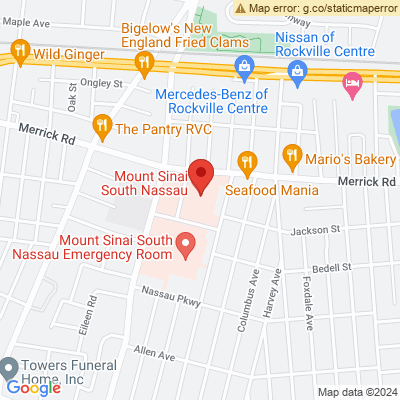 Map error: g.co/staticmaperror
Maple Ave
Bigelow's New
England Fried Clams
Nissan of
Rockville Centre
Wild Ginger
Ongley St
Oak St
Mercedes-Benz of
Rockville Centre
Merrick Rd
The Pantry RVC
Mario's Bakery
Mount Sinai
South Nassau
Seafood Mania
Merrick Rd
Jackson St
Mount Sinai South
Nassau Emergency Room
Bedell St
Nassau Pkwy
Columbus Ave
Harvey Ave
Foxdale Ave
Eileen Rd
Allen Ave
Towers Funeral
Home, Inc
Google
Map data ©2024